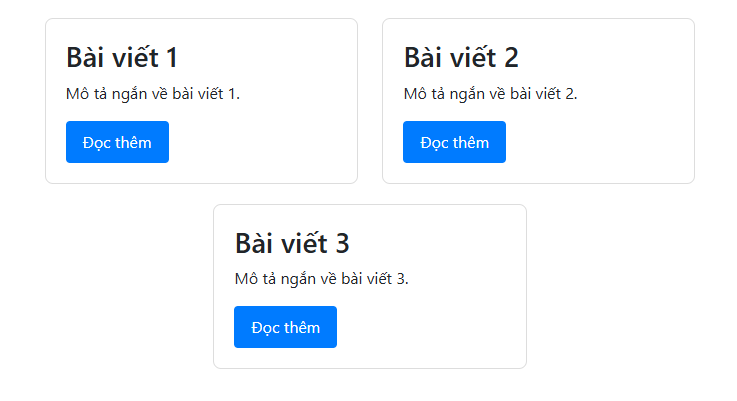 Bài viết 1
Mô tả ngắn về bài viết 1.
Đọc thêm
Bài viết 2
Mô tả ngắn về bài viết 2.
Đọc thêm
Bài viết 3
Mô tả ngắn về bài viết 3.
Đọc thêm